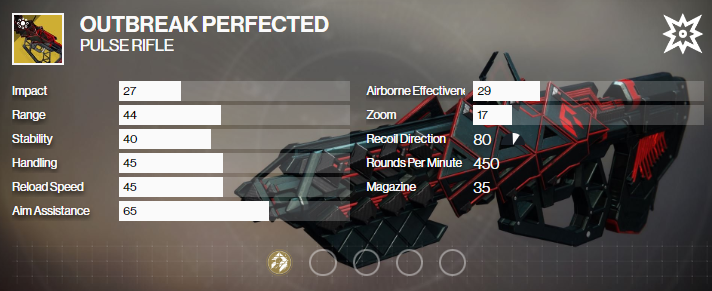 OUTBREAK PERFECTED
PULSE RIFLE
Impact 27
Range 44
Stability 40
Handling 45
Reload Speed 45
Aim Assistance 65
Airborne Effectiven 29
Zoom 17
Recoil Direction 80
Rounds Per Minute 450
Magazine 35